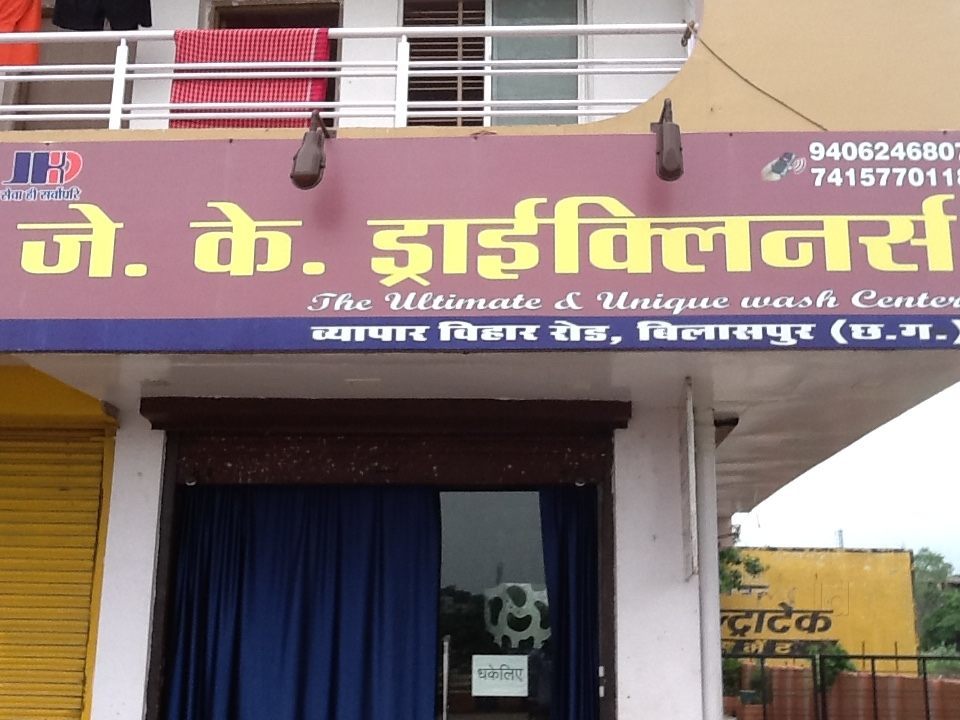 JKD
सेवा ही सर्वोपरि
9406246807
7415770118
जे. के. ड्राईक्लिनर्स
The Ultimate & Unique wash Center
व्यापार विहार रोड, बिलासपुर (छ.ग.)
धकेलिए
ल्ट्राटेक